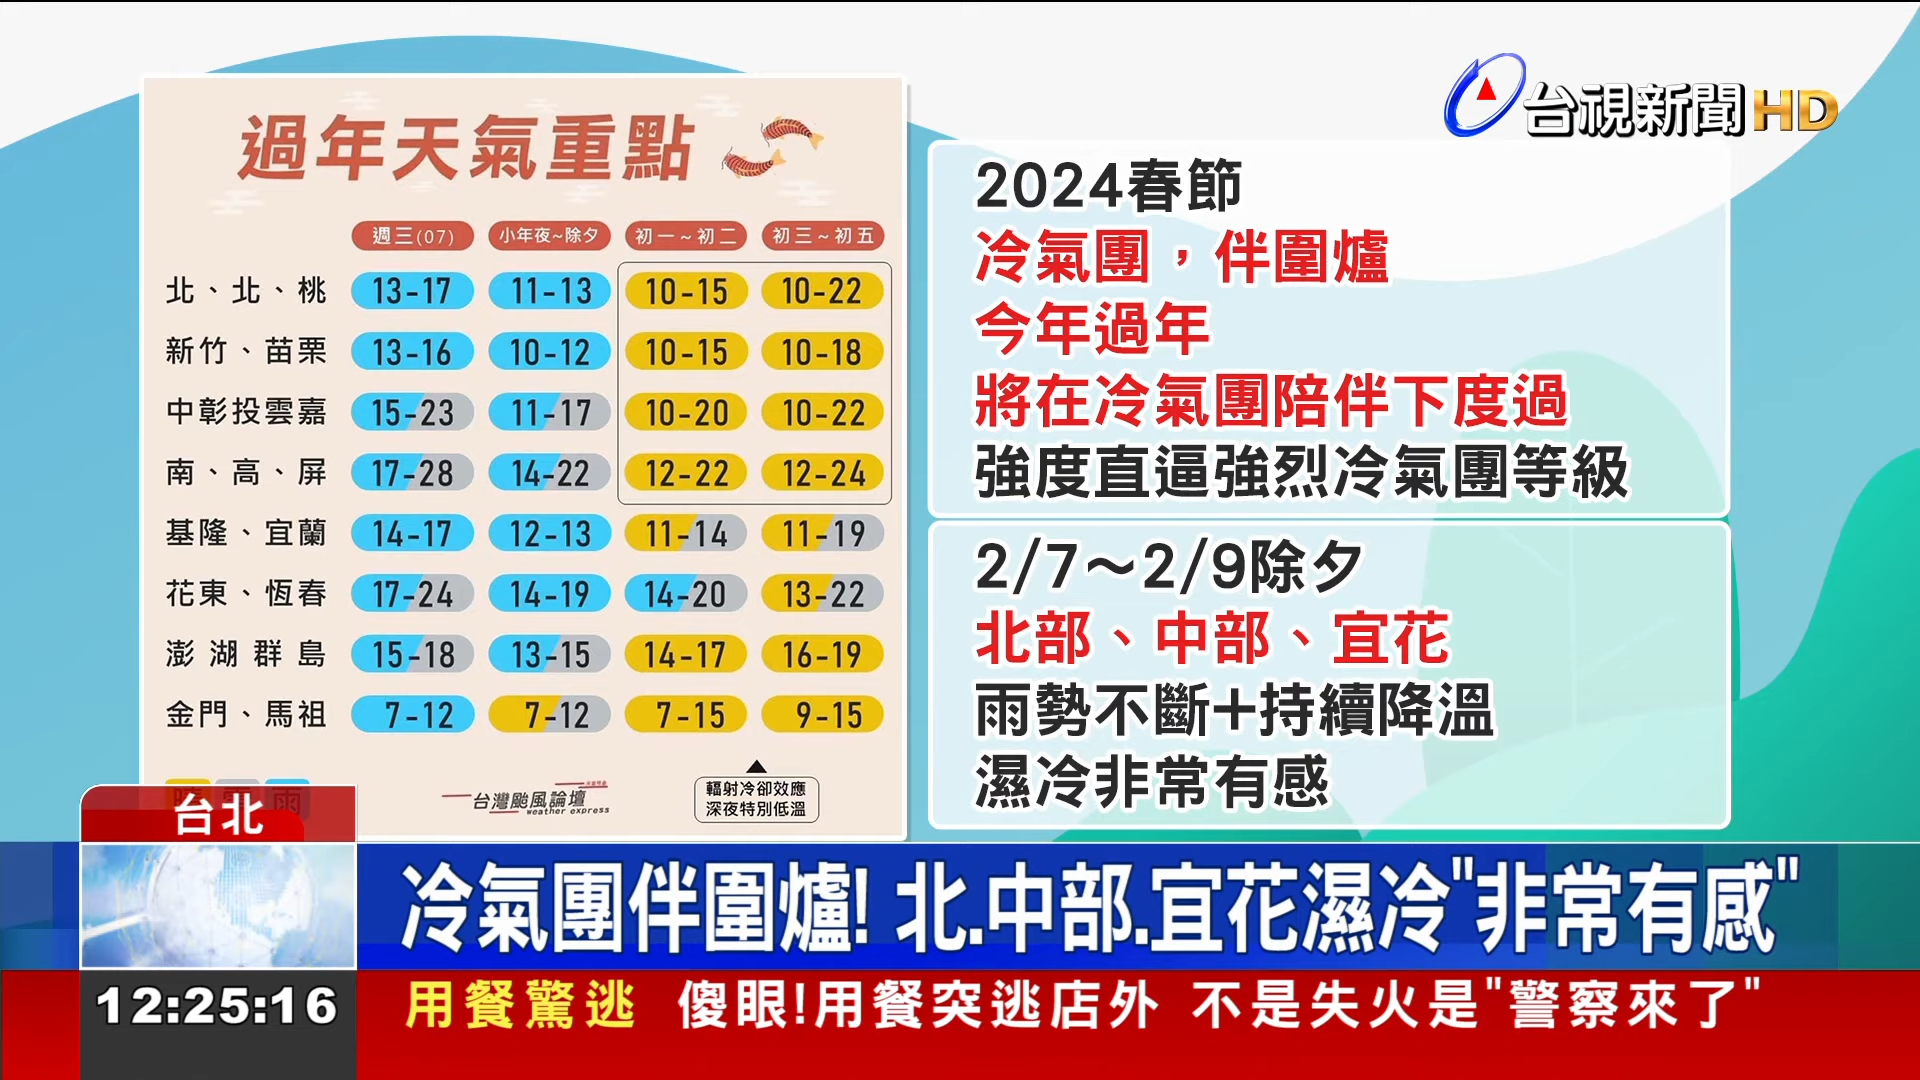 過年天氣重點
週三(07) 小年夜~除夕 初一~初二 初三~初五
北、北、桃 13-17 11-13 10-15 10-22
新竹、苗栗 13-16 10-12 10-15 10-18
中彰投雲嘉 15-23 11-17 10-20 10-22
南、高、屏 17-28 14-22 12-22 12-24
基隆、宜蘭 14-17 12-13 11-14 11-19
花東、恆春 17-24 14-19 14-20 13-22
澎湖群島 15-18 13-15 14-17 16-19
金門、馬祖 7-12 7-12 7-15 9-15
台灣颱風論壇
weather express
輻射冷卻效應
深夜特別低溫
台視新聞HD
2024春節
冷氣團,伴圍爐
今年過年
將在冷氣團陪伴下度過
強度直逼強烈冷氣團等級
2/7～2/9除夕
北部、中部、宜花
雨勢不斷+持續降溫
濕冷非常有感
台北
冷氣團伴圍爐! 北.中部.宜花濕冷"非常有感"
12:25:16
用餐驚逃 傻眼!用餐突逃店外 不是失火是"警察來了"